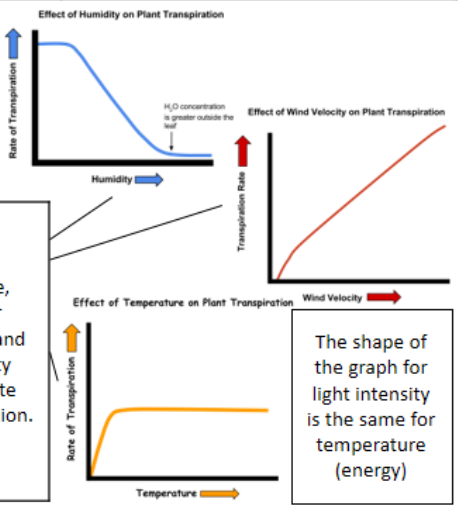 Effect of Humidity on Plant Transpiration
Rate of Transpiration
H₂O concentration
is greater outside the
leaf
Humidity
Effect of Wind Velocity on Plant Transpiration
Transpiration Rate
Wind Velocity
e,
and
ty
te
ion.
Effect of Temperature on Plant Transpiration
Rate of Transpiration
Temperature
The shape of
the graph for
light intensity
is the same for
temperature
(energy)